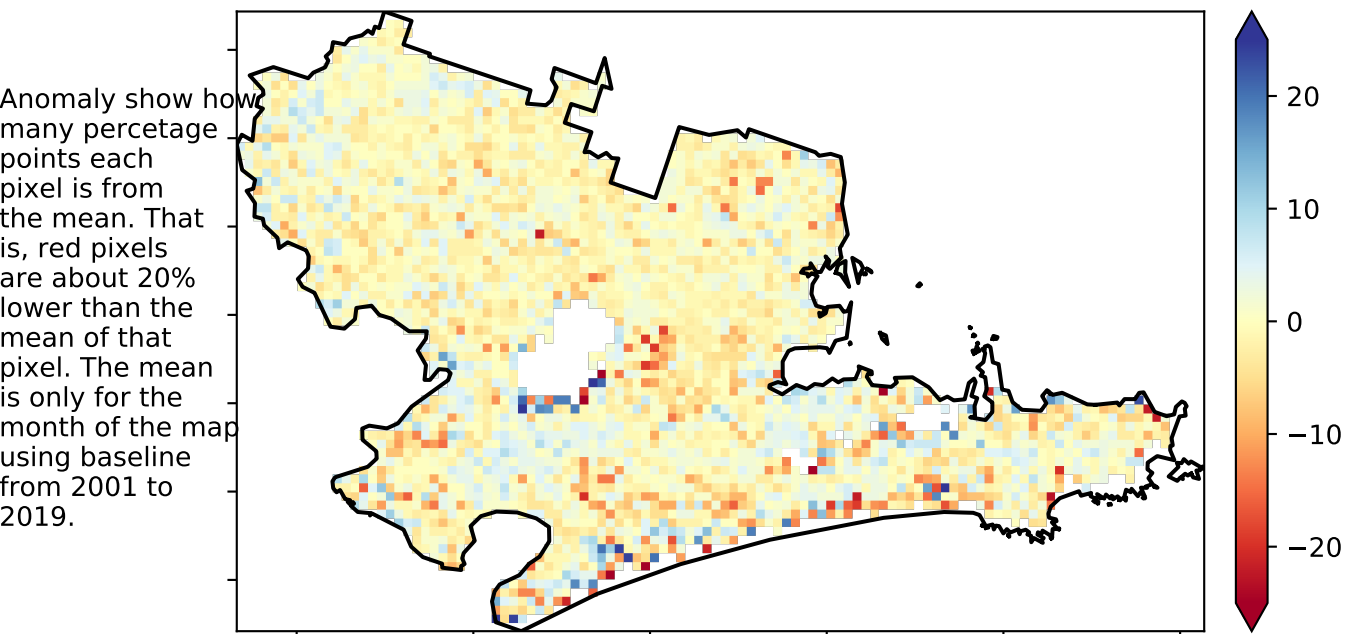 Anomaly show how
many percetage
points each
pixel is from
the mean. That
is, red pixels
are about 20%
lower than the
mean of that
pixel. The mean
is only for the
month of the map
using baseline
from 2001 to
2019.
20
10
0
−10
−20